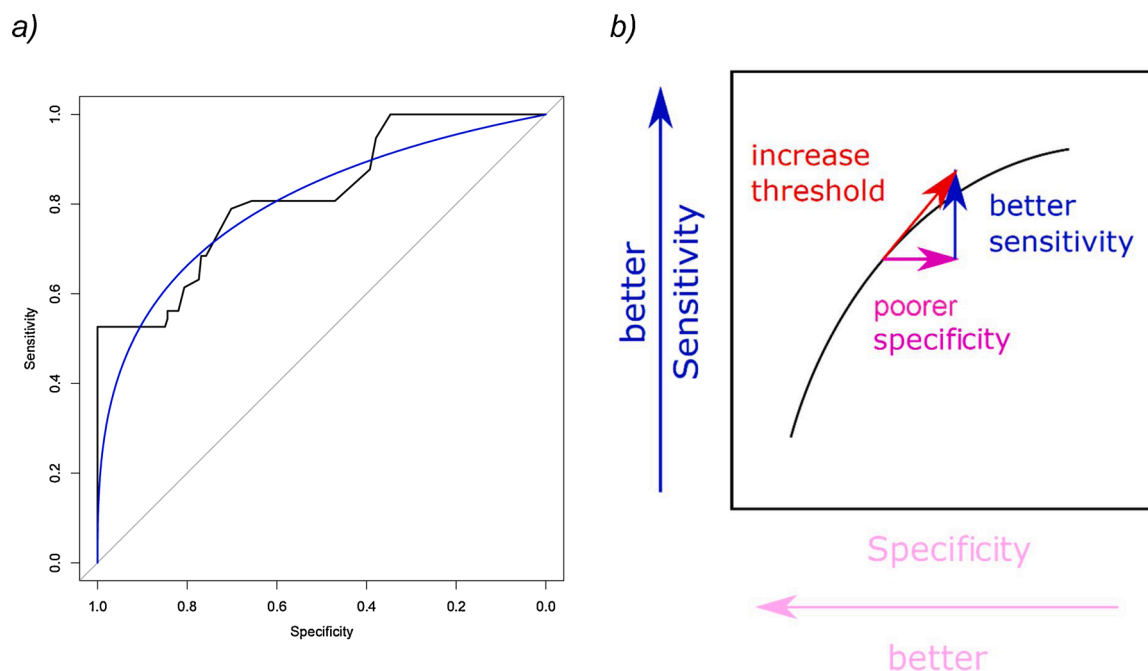 a)
1.0
0.8
0.6
0.4
0.2
0.0
Sensitivity
1.0 0.8 0.6 0.4 0.2 0.0
Specificity
b)
better
Sensitivity
increase
threshold
better
sensitivity
poorer
specificity
Specificity
better